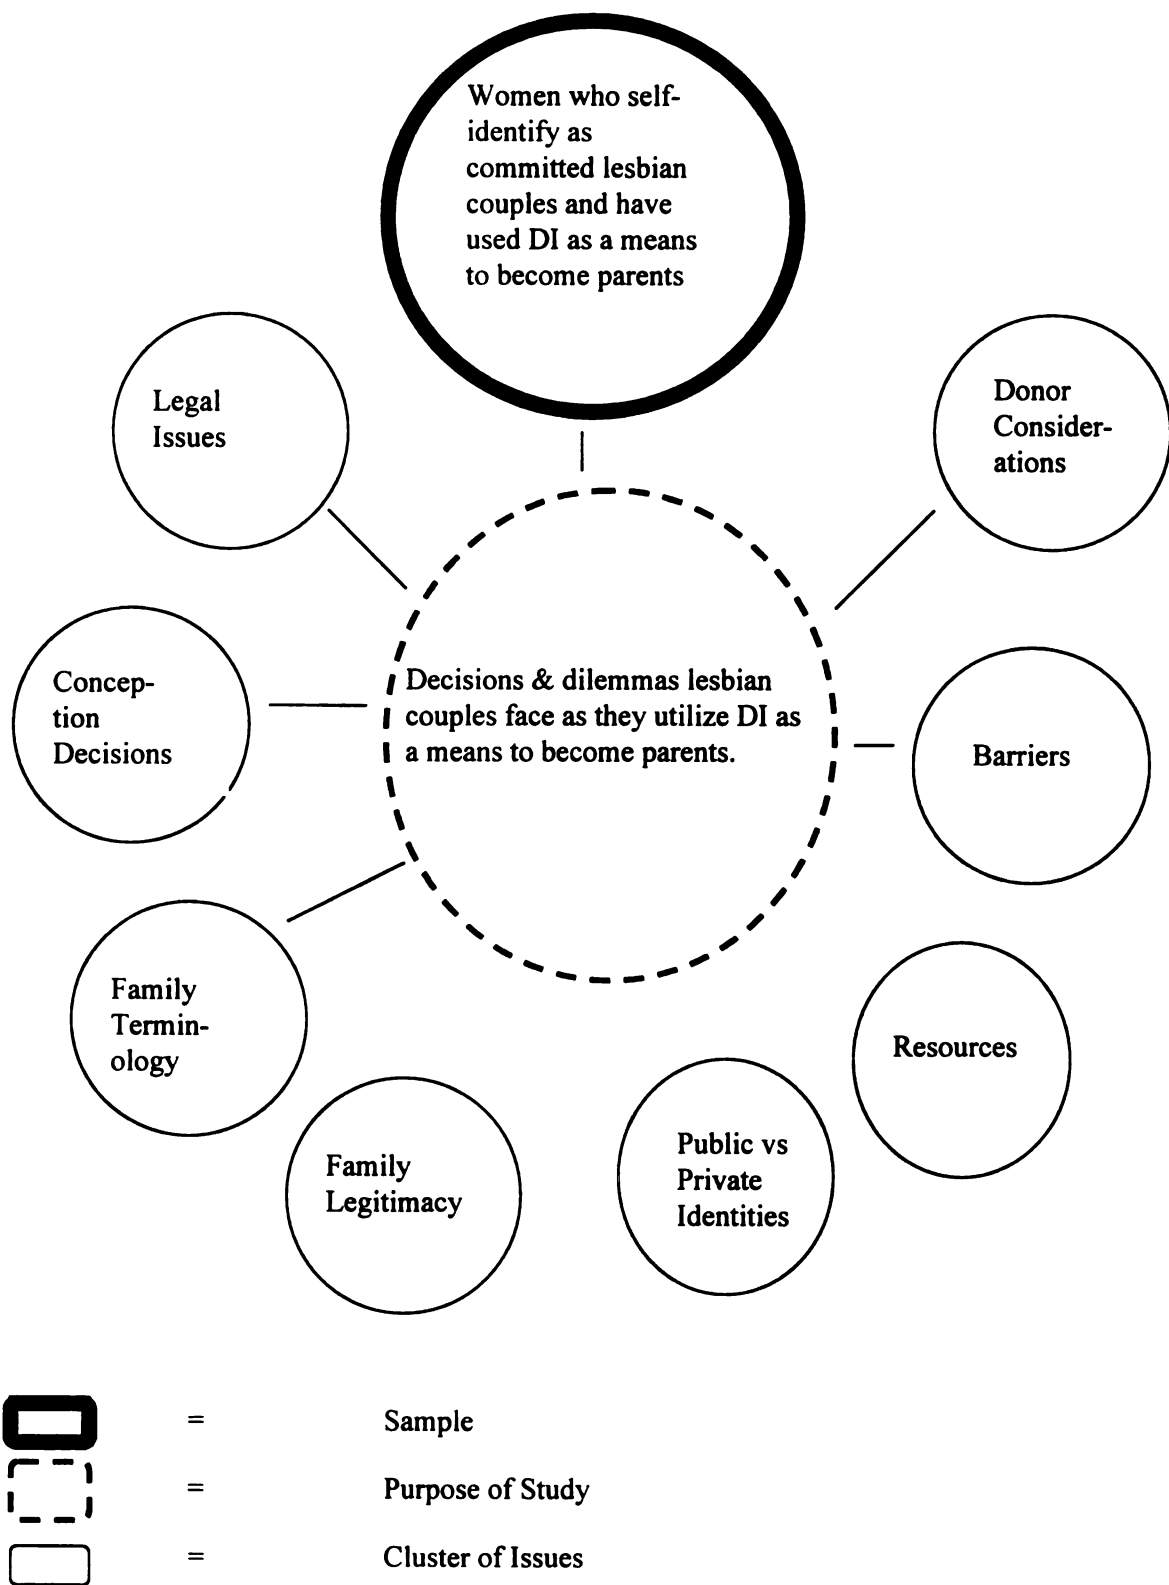 Women who self-
identify as
committed lesbian
couples and have
used DI as a means
to become parents
Legal
Issues
Donor
Consider-
ations
Concep-
tion
Decisions
Decisions & dilemmas lesbian
couples face as they utilize DI as
a means to become parents.
Barriers
Family
Termin-
ology
Resources
Family
Legitimacy
Public vs
Private
Identities
= Sample
= Purpose of Study
= Cluster of Issues